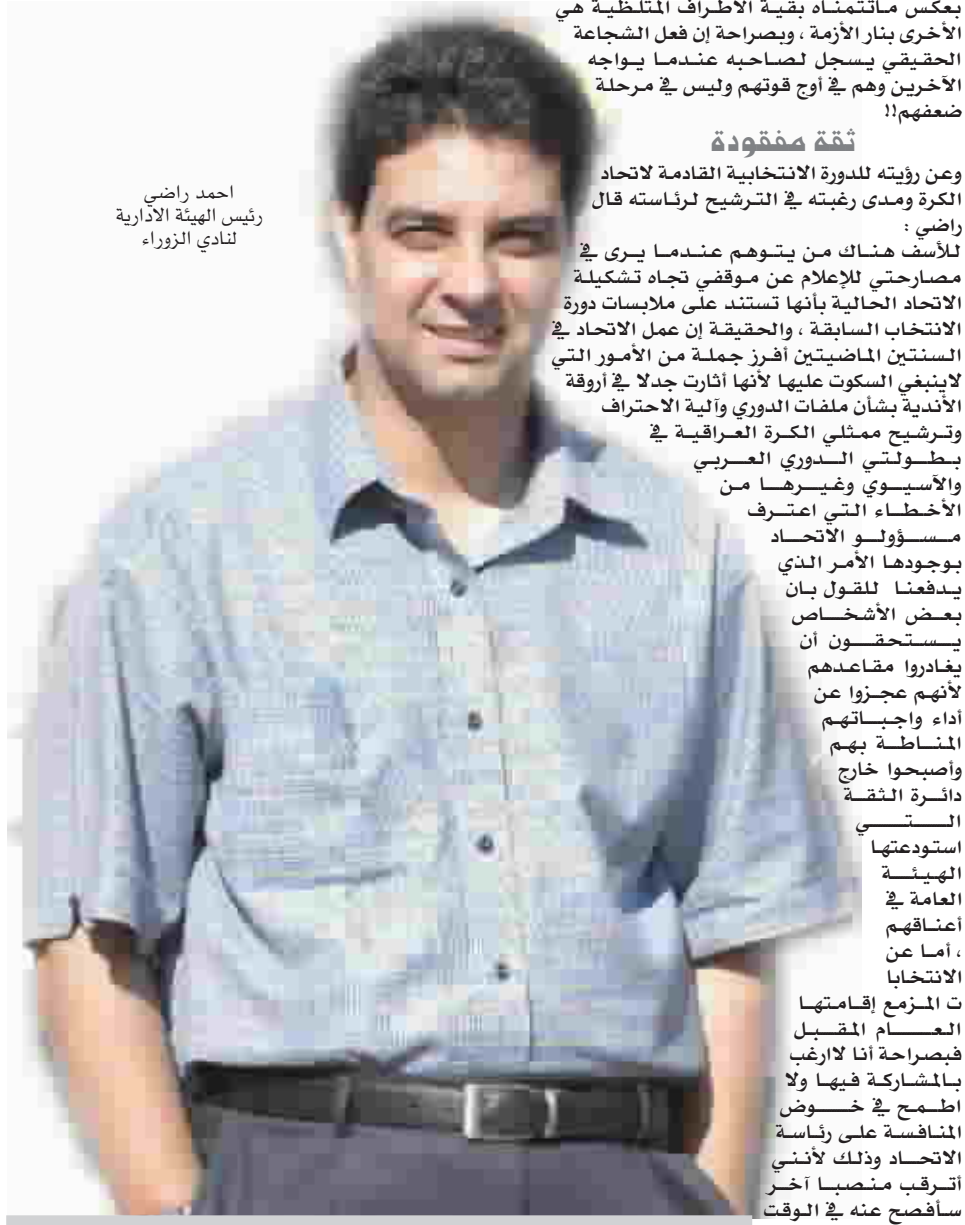 بعكس ماتتمناه بقية الاطراف المتلظية هي
الأخرى بنار الأزمة ، وبصراحة إن فعل الشجاعة
الحقيقي يسجل لصاحبه عندما يواجه
الآخرين وهم في أوج قوتهم وليس في مرحلة
ضعفهم!!
ثقة مفقودة
وعن رؤيته للدورة الانتخابية القادمة لاتحاد
الكرة ومدى رغبته في الترشيح لرئاسته قال
راضي :
للأسف هناك من يتوهم عندما يرى في
مصارحتي للإعلام عن موقفي تجاه تشكيلة
الاتحاد الحالية بأنها تستند على ملابسات دورة
الانتخاب السابقة ، والحقيقة إن عمل الاتحاد في
السنتين الماضيتين أفرز جملة من الأمور التي
لاينبغي السكوت عليها لأنها أثارت جدلا في أروقة
الأندية بشأن ملفات الدوري وآلية الاحتراف
وترشيح ممثلي الكرة العراقية في
بطولتي الدوري العربي
والآسيوي وغيرها من
الأخطاء التي اعترف
مسؤولو الاتحاد
بوجودها الأمر الذي
يدفعنا للقول بان
بعض الأشخاص
يستحقون أن
يغادروا مقاعدهم
لأنهم عجزوا عن
أداء واجباتهم
المناطة بهم
وأصبحوا خارج
دائرة الثقة
التي
استودعتها
الهيئة
العامة في
أعناقهم
، أما عن
الانتخابا
ت المزمع إقامتها
العام المقبل
فبصراحة أنا لاارغب
بالمشاركة فيها ولا
اطمح في خوض
المنافسة على رئاسة
الاتحاد وذلك لأنني
أترقب منصبا آخر
سأفصح عنه في الوقت
احمد راضي
رئيس الهيئة الادارية
لنادي الزوراء